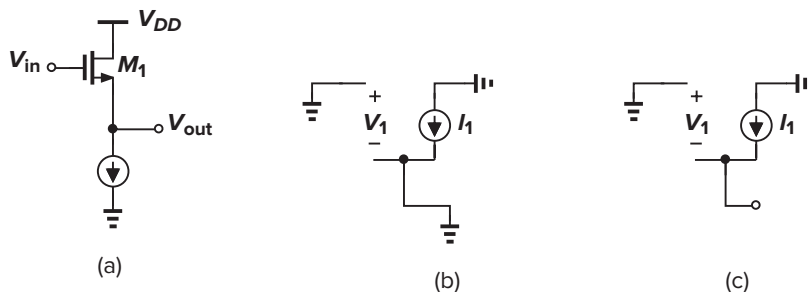 V_DD
V_in
M_1
V_out
(a)
+
V_1
I_1
−
(b)
+
V_1
I_1
−
(c)